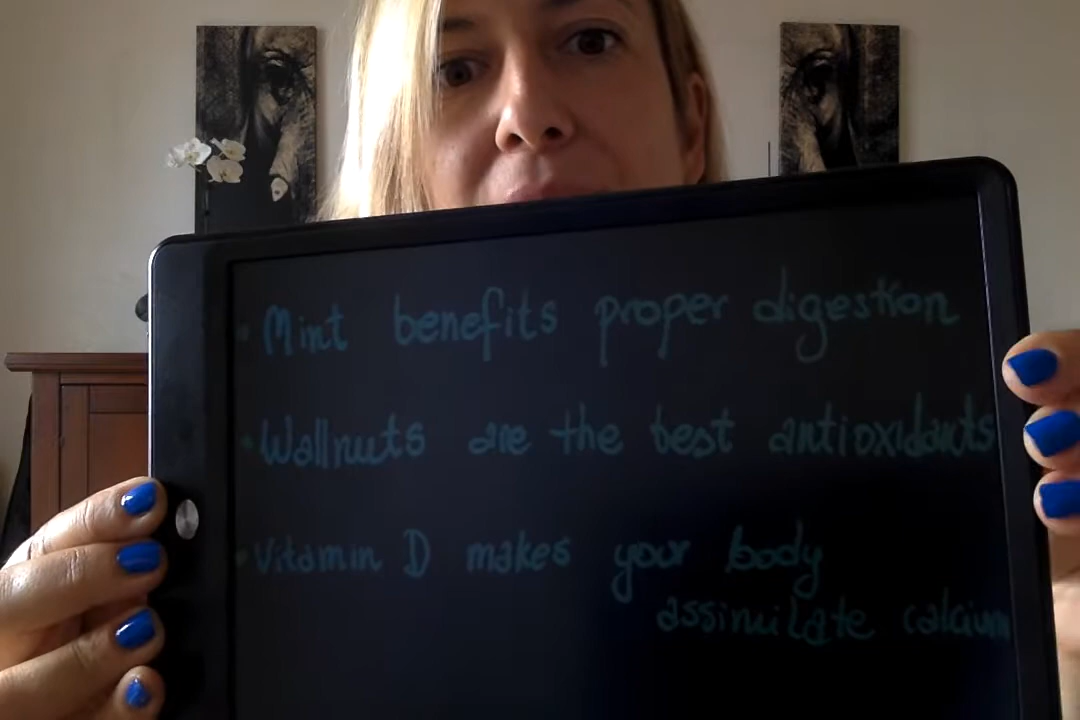 • Mint benefits proper digestion
• Wallnuts are the best antioxidants
• Vitamin D makes your body
assimilate calcium